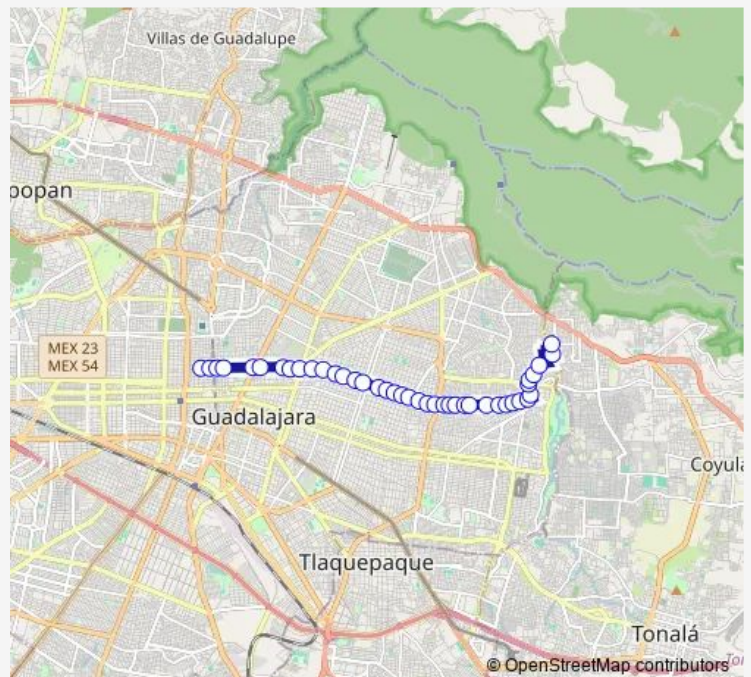 Villas de Guadalupe
popan
MEX 23
MEX 54
Guadalajara
Coyula
Tlaquepaque
Tonalá
© OpenStreetMap contributors